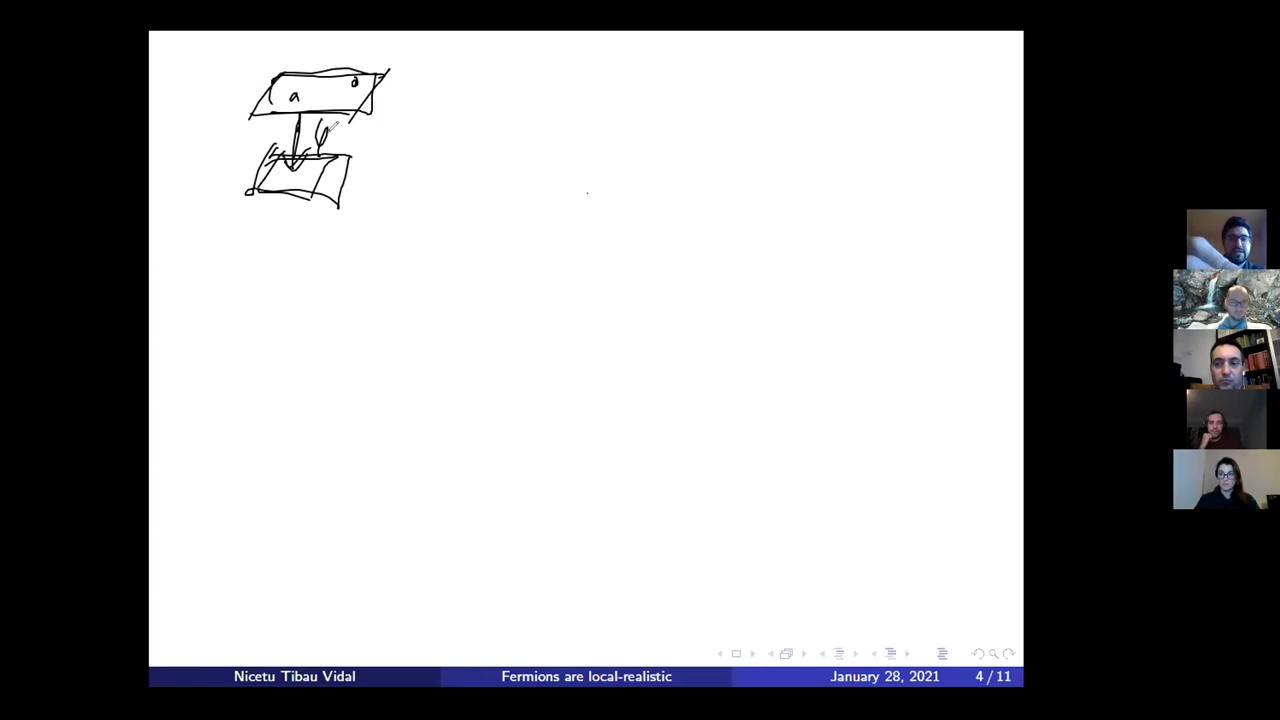 a
φ
Nicetu Tibau Vidal
Fermions are local-realistic
January 28, 2021
4 / 11